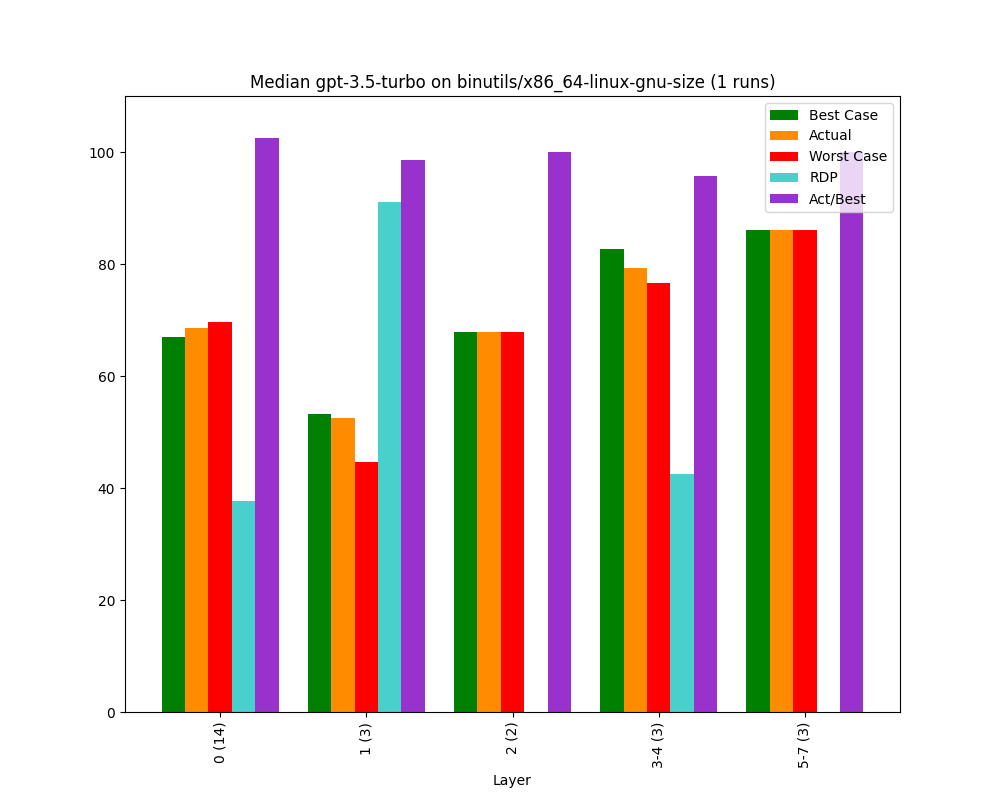 Median gpt-3.5-turbo on binutils/x86_64-linux-gnu-size (1 runs)
Best Case
Actual
Worst Case
RDP
Act/Best
100
80
60
40
20
0
0 (14)
1 (3)
2 (2)
3-4 (3)
5-7 (3)
Layer